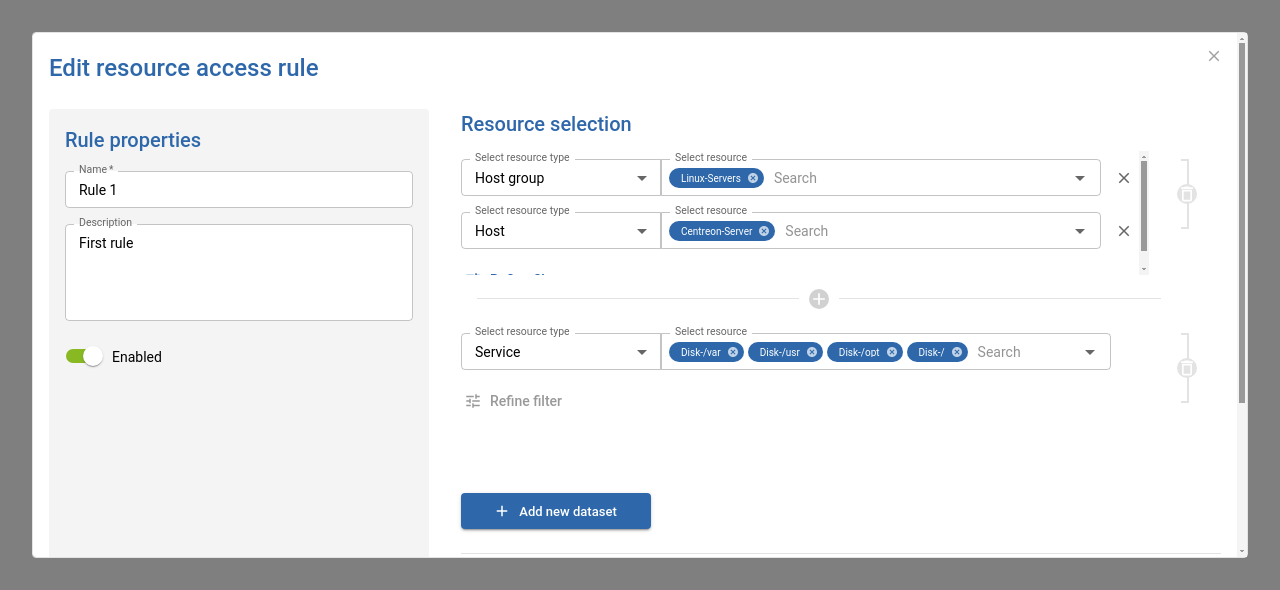 Edit resource access rule
Rule properties
Name *
Rule 1
Description
First rule
Enabled
Resource selection
Select resource type
Host group
Select resource
Linux-Servers
Search
Select resource type
Host
Select resource
Centreon-Server
Search
Select resource type
Service
Select resource
Disk-/var
Disk-/usr
Disk-/opt
Disk-/
Search
Refine filter
Add new dataset